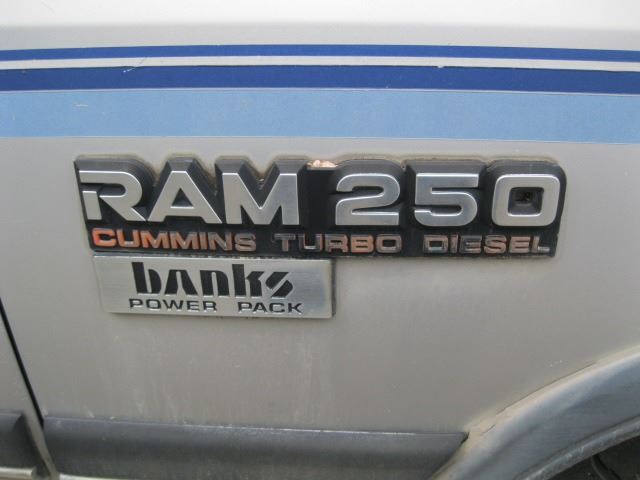 RAM 250
CUMMINS TURBO DIESEL
banks
POWER PACK